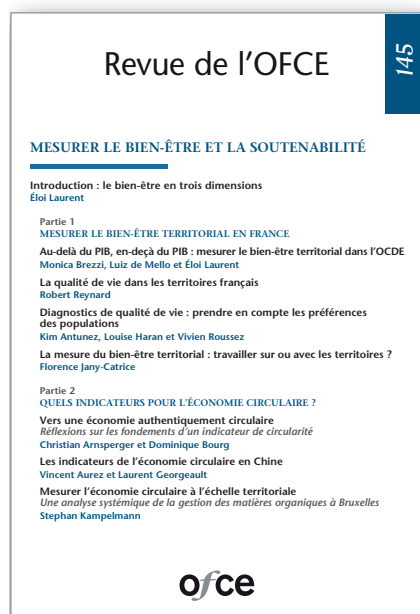 Revue de l'OFCE
145
MESURER LE BIEN-ÊTRE ET LA SOUTENABILITÉ
Introduction : le bien-être en trois dimensions
Éloi Laurent
Partie 1
MESURER LE BIEN-ÊTRE TERRITORIAL EN FRANCE
Au-delà du PIB, en-deçà du PIB : mesurer le bien-être territorial dans l'OCDE
Monica Brezzi, Luiz de Mello et Éloi Laurent
La qualité de vie dans les territoires français
Robert Reynard
Diagnostics de qualité de vie : prendre en compte les préférences
des populations
Kim Antunez, Louise Haran et Vivien Roussez
La mesure du bien-être territorial : travailler sur ou avec les territoires ?
Florence Jany-Catrice
Partie 2
QUELS INDICATEURS POUR L'ÉCONOMIE CIRCULAIRE ?
Vers une économie authentiquement circulaire
Réflexions sur les fondements d'un indicateur de circularité
Christian Arnsperger et Dominique Bourg
Les indicateurs de l'économie circulaire en Chine
Vincent Aurez et Laurent Georgeault
Mesurer l'économie circulaire à l'échelle territoriale
Une analyse systémique de la gestion des matières organiques à Bruxelles
Stephan Kampelmann
ofce